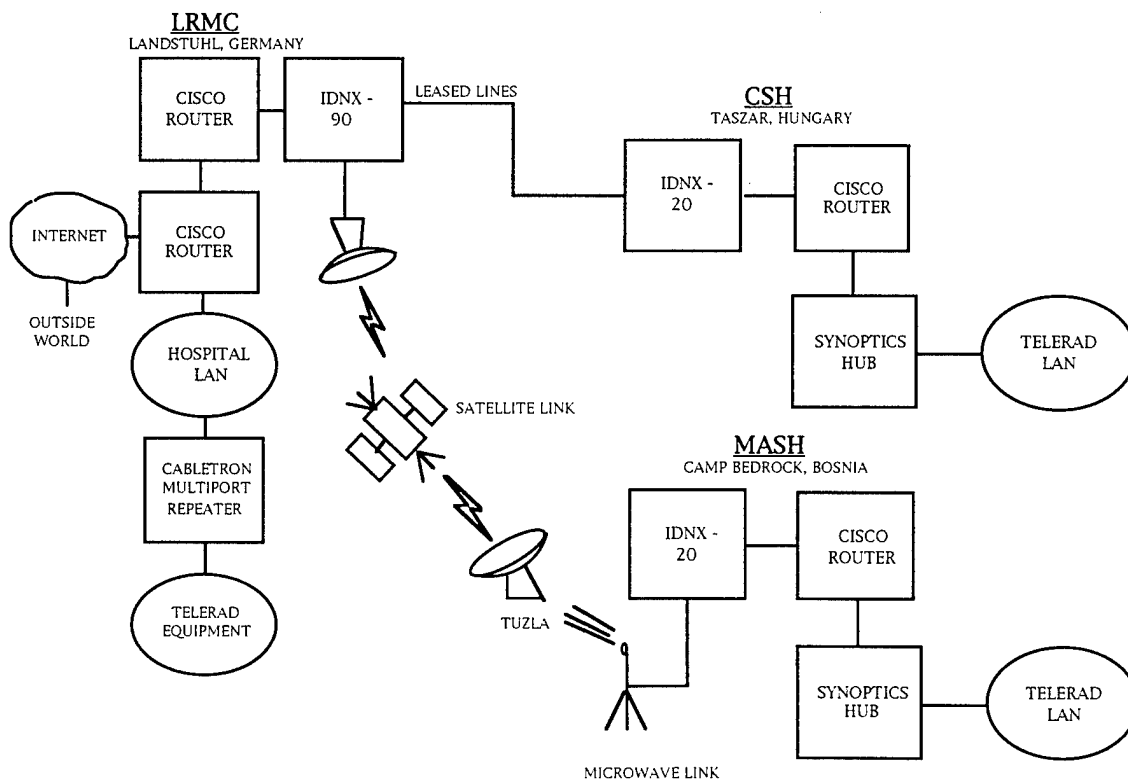 LRMC
LANDSTUHL, GERMANY
CISCO
ROUTER
IDNX -
90
LEASED LINES
CSH
TASZAR, HUNGARY
IDNX -
20
CISCO
ROUTER
INTERNET
CISCO
ROUTER
OUTSIDE
WORLD
HOSPITAL
LAN
SYNOPTICS
HUB
TELERAD
LAN
SATELLITE LINK
CABLETRON
MULTIPORT
REPEATER
MASH
CAMP BEDROCK, BOSNIA
IDNX -
20
CISCO
ROUTER
TELERAD
EQUIPMENT
TUZLA
SYNOPTICS
HUB
TELERAD
LAN
MICROWAVE LINK